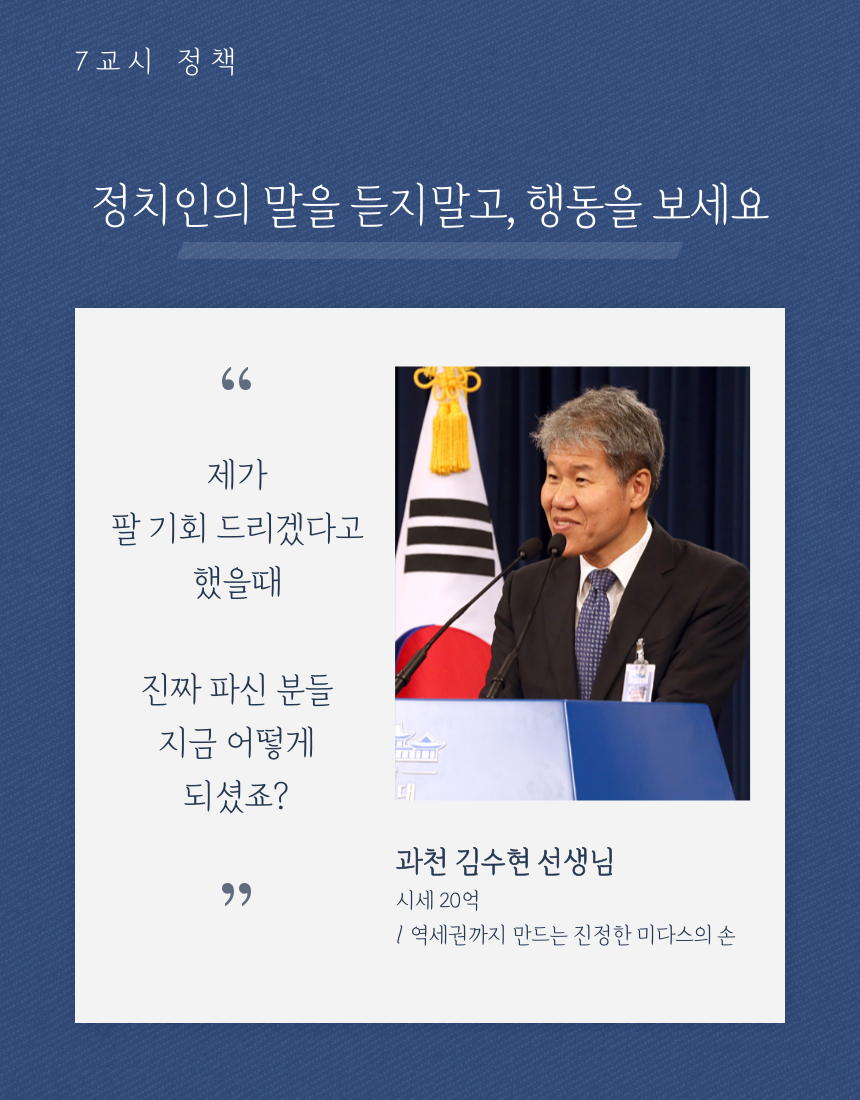 7교시 정책
정치인의 말을 듣지말고, 행동을 보세요
“
제가
팔 기회 드리겠다고
했을때
진짜 파신 분들
지금 어떻게
되셨죠?
”
대
과천 김수현 선생님
시세 20억
/ 역세권까지 만드는 진정한 미다스의 손